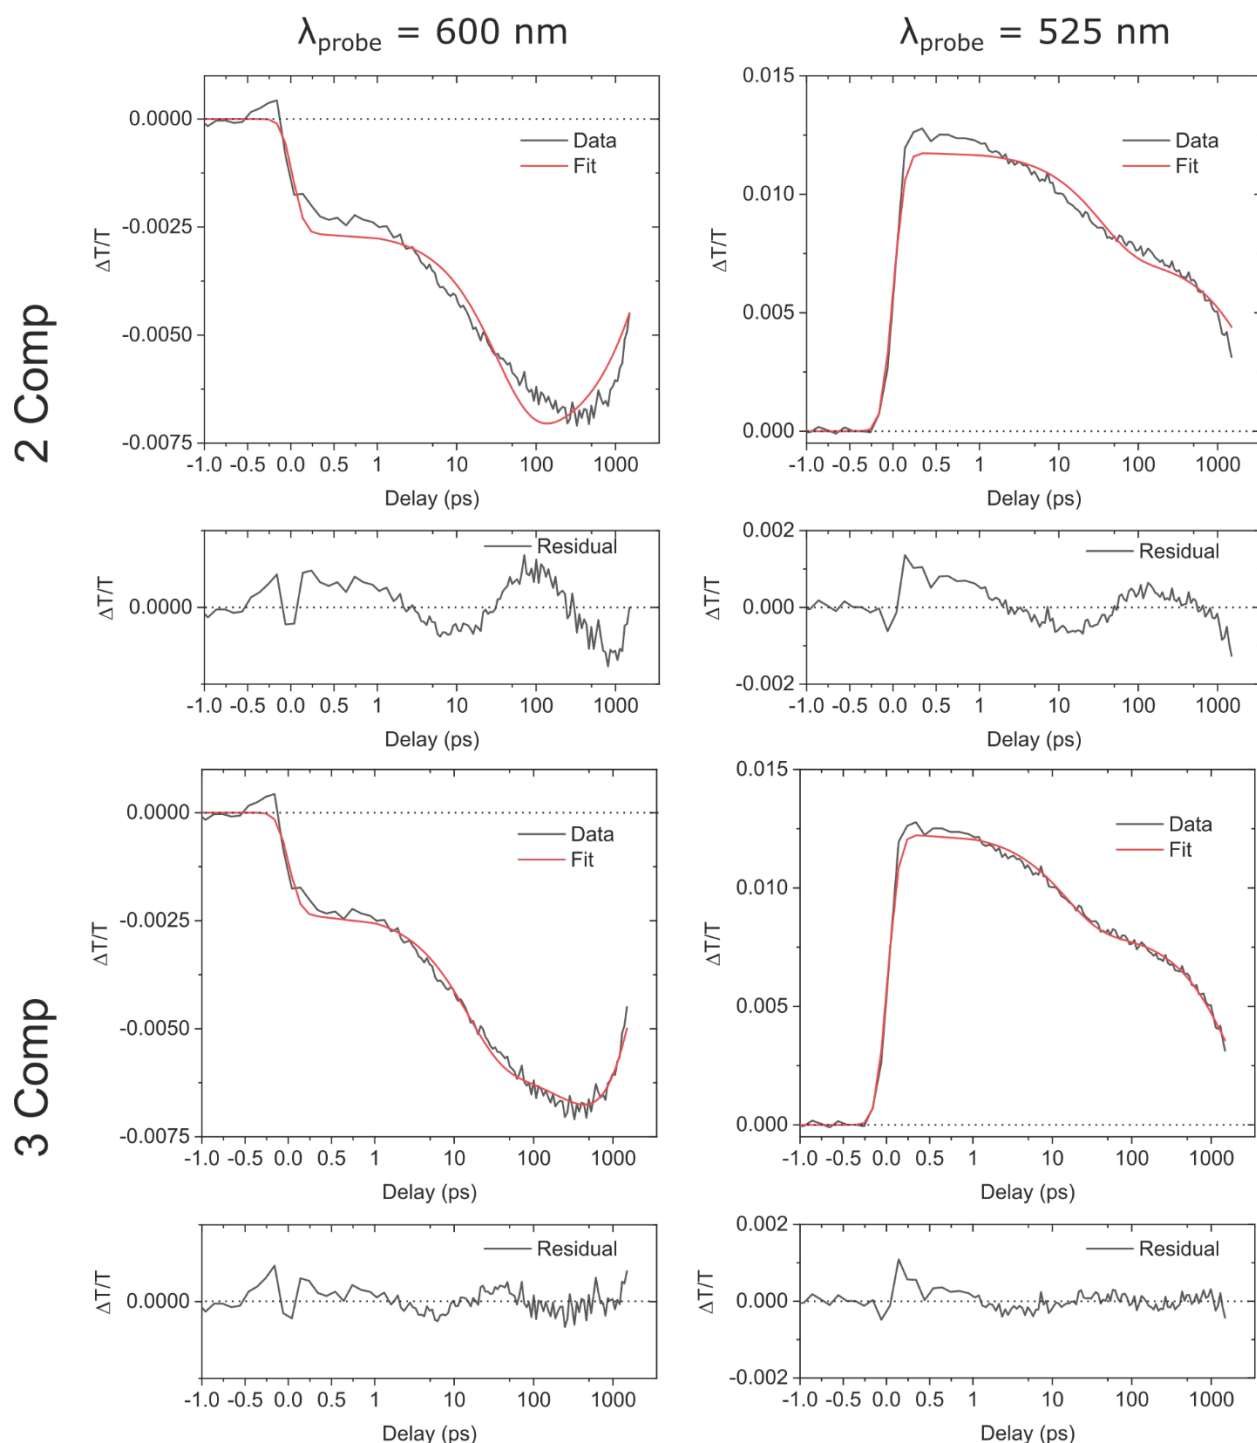 λprobe = 600 nm
λprobe = 525 nm
2 Comp
0.0000
-0.0025
-0.0050
-0.0075
ΔT/T
Data
Fit
-1.0 -0.5 0.0 0.5 1 10 100 1000
Delay (ps)
0.015
0.010
0.005
0.000
ΔT/T
Data
Fit
-1.0 -0.5 0.0 0.5 1 10 100 1000
Delay (ps)
0.0000
ΔT/T
Residual
-1.0 -0.5 0.0 0.5 1 10 100 1000
Delay (ps)
0.002
0.000
-0.002
ΔT/T
Residual
-1.0 -0.5 0.0 0.5 1 10 100 1000
Delay (ps)
3 Comp
0.0000
-0.0025
-0.0050
-0.0075
ΔT/T
Data
Fit
-1.0 -0.5 0.0 0.5 1 10 100 1000
Delay (ps)
0.015
0.010
0.005
0.000
ΔT/T
Data
Fit
-1.0 -0.5 0.0 0.5 1 10 100 1000
Delay (ps)
0.0000
ΔT/T
Residual
-1.0 -0.5 0.0 0.5 1 10 100 1000
Delay (ps)
0.002
0.000
-0.002
ΔT/T
Residual
-1.0 -0.5 0.0 0.5 1 10 100 1000
Delay (ps)